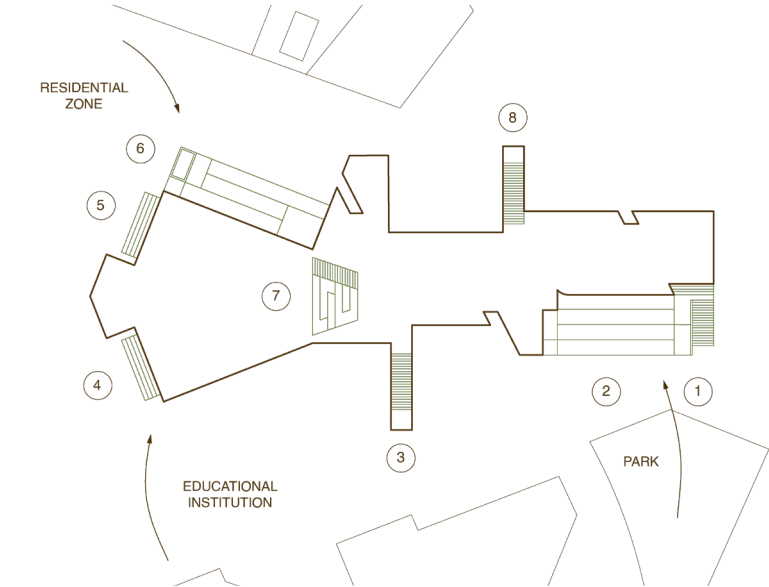 RESIDENTIAL
ZONE
8
6
5
7
4
2
1
3
PARK
EDUCATIONAL
INSTITUTION